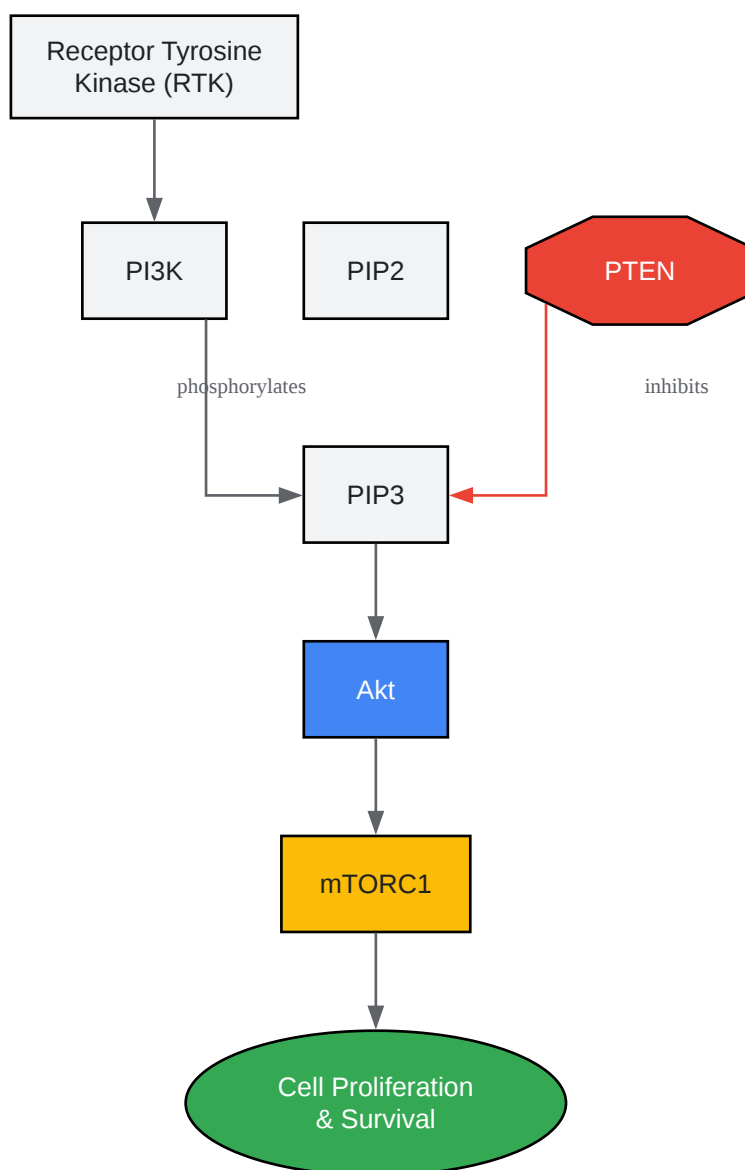 Receptor Tyrosine
Kinase (RTK)
PI3K
PIP2
PTEN
phosphorylates
inhibits
PIP3
Akt
mTORC1
Cell Proliferation
& Survival